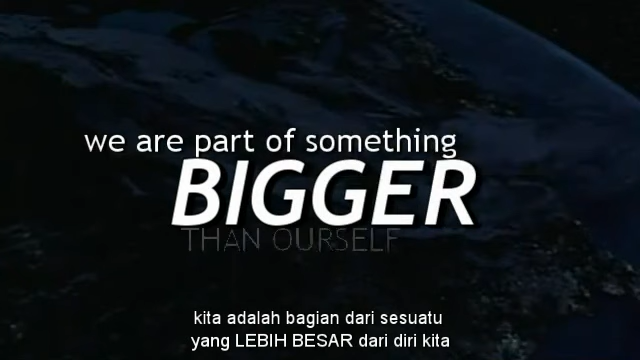 we are part of something
BIGGER
THAN OURSELF
kita adalah bagian dari sesuatu
yang LEBIH BESAR dari diri kita